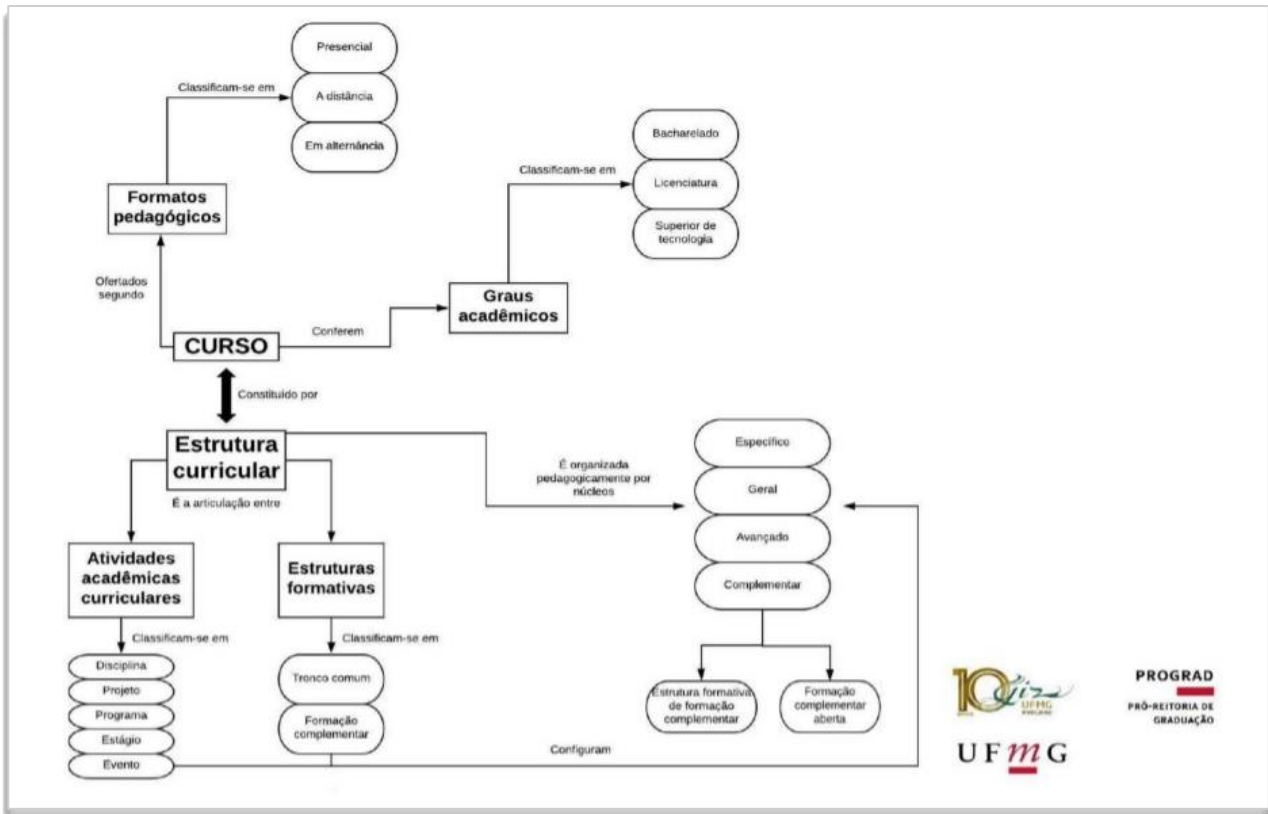 Presencial
Classificam-se em
A distância
Em alternância
Bacharelado
Classificam-se em
Licenciatura
Superior de
tecnologia
Formatos
pedagógicos
Ofertados
segundo
Graus
acadêmicos
Conferem
CURSO
Constituído por
Estrutura
curricular
É a articulação entre
É organizada
pedagogicamente por
núcleos
Específico
Geral
Avançado
Complementar
Atividades
acadêmicas
curriculares
Estruturas
formativas
Classificam-se em
Classificam-se em
Disciplina
Projeto
Programa
Estágio
Evento
Tronco comum
Formação
complementar
Estrutura formativa
de formação
complementar
Formação
complementar
aberta
Configuram
10
UFMG
UFMG
PROGRAD
PRÓ-REITORIA DE
GRADUAÇÃO